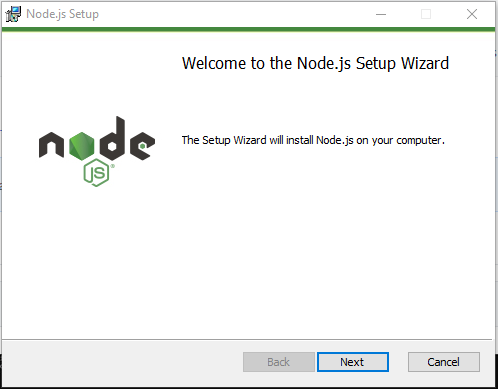 Node.js Setup
Welcome to the Node.js Setup Wizard
The Setup Wizard will install Node.js on your computer.
node
JS®
Back
Next
Cancel